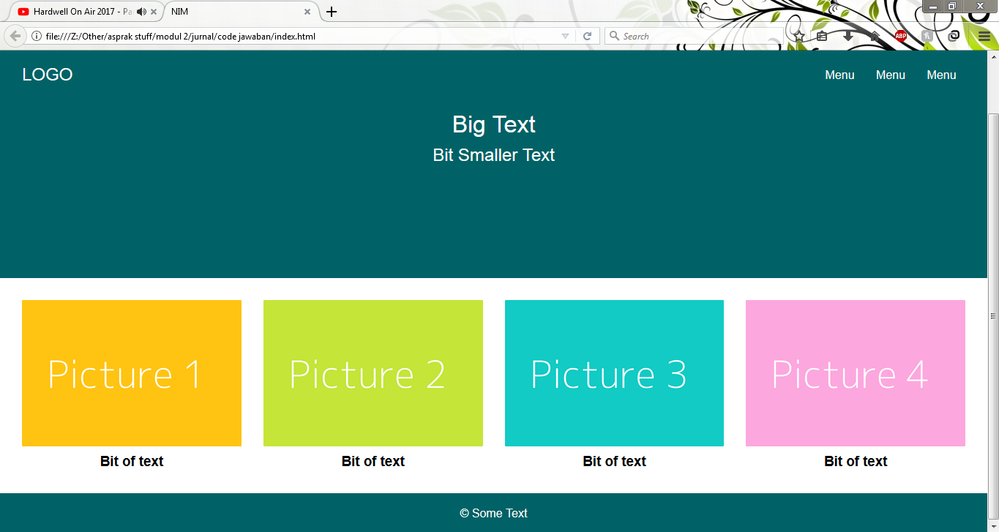 Hardwell On Air 2017 - Pa
NIM
file:///Z:/Other/asprak stuff/modul 2/jurnal/code jawaban/index.html
Search
ABP
LOGO
Menu Menu Menu
Big Text
Bit Smaller Text
Picture 1 Picture 2 Picture 3 Picture 4
Bit of text Bit of text Bit of text Bit of text
© Some Text